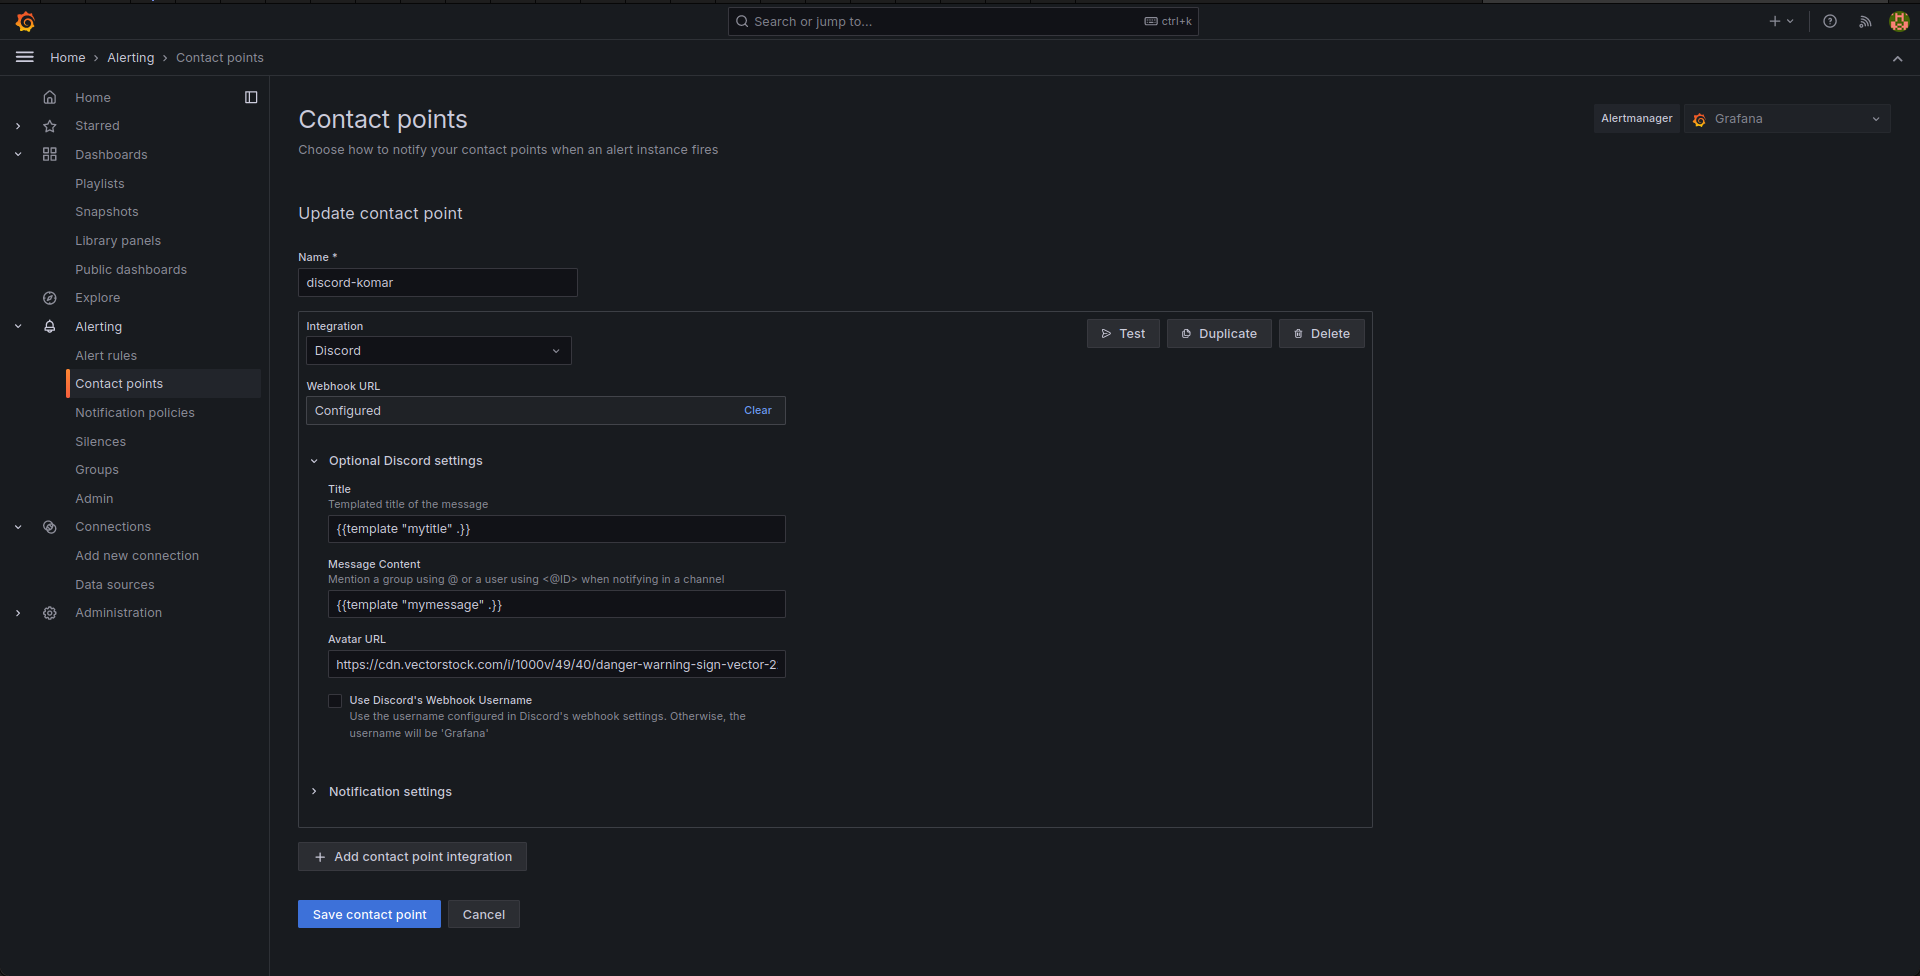 Search or jump to...
ctrl+k
Home › Alerting › Contact points
Home
Starred
Dashboards
Playlists
Snapshots
Library panels
Public dashboards
Explore
Alerting
Alert rules
Contact points
Notification policies
Silences
Groups
Admin
Connections
Add new connection
Data sources
Administration
Contact points
Choose how to notify your contact points when an alert instance fires
Alertmanager
Grafana
Update contact point
Name *
discord-komar
Integration
Discord
Test
Duplicate
Delete
Webhook URL
Configured
Clear
Optional Discord settings
Title
Templated title of the message
{{template "mytitle" .}}
Message Content
Mention a group using @ or a user using <@ID> when notifying in a channel
{{template "mymessage" .}}
Avatar URL
https://cdn.vectorstock.com/i/1000v/49/40/danger-warning-sign-vector-2
Use Discord's Webhook Username
Use the username configured in Discord's webhook settings. Otherwise, the
username will be 'Grafana'
Notification settings
Add contact point integration
Save contact point
Cancel